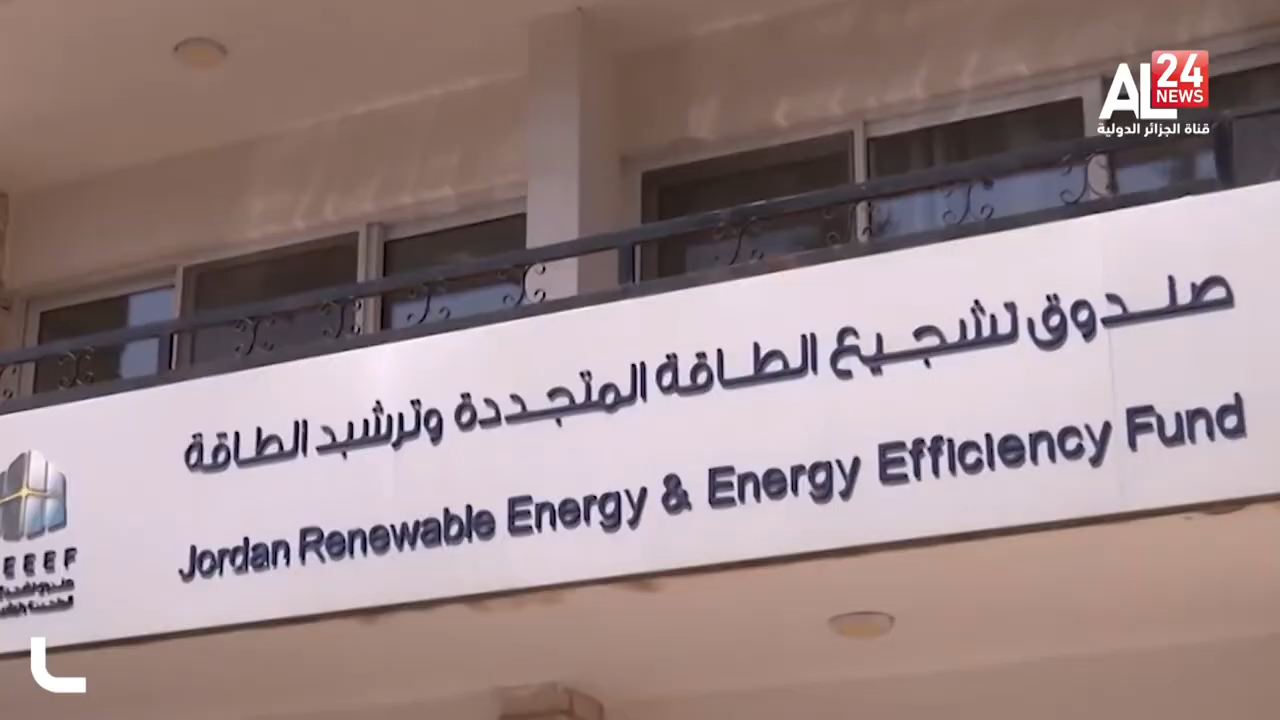 AL 24 NEWS
قناة الجزائر الدولية
صندوق تشجيع الطاقة المتجددة وترشيد الطاقة
Jordan Renewable Energy & Energy Efficiency Fund
EEEF